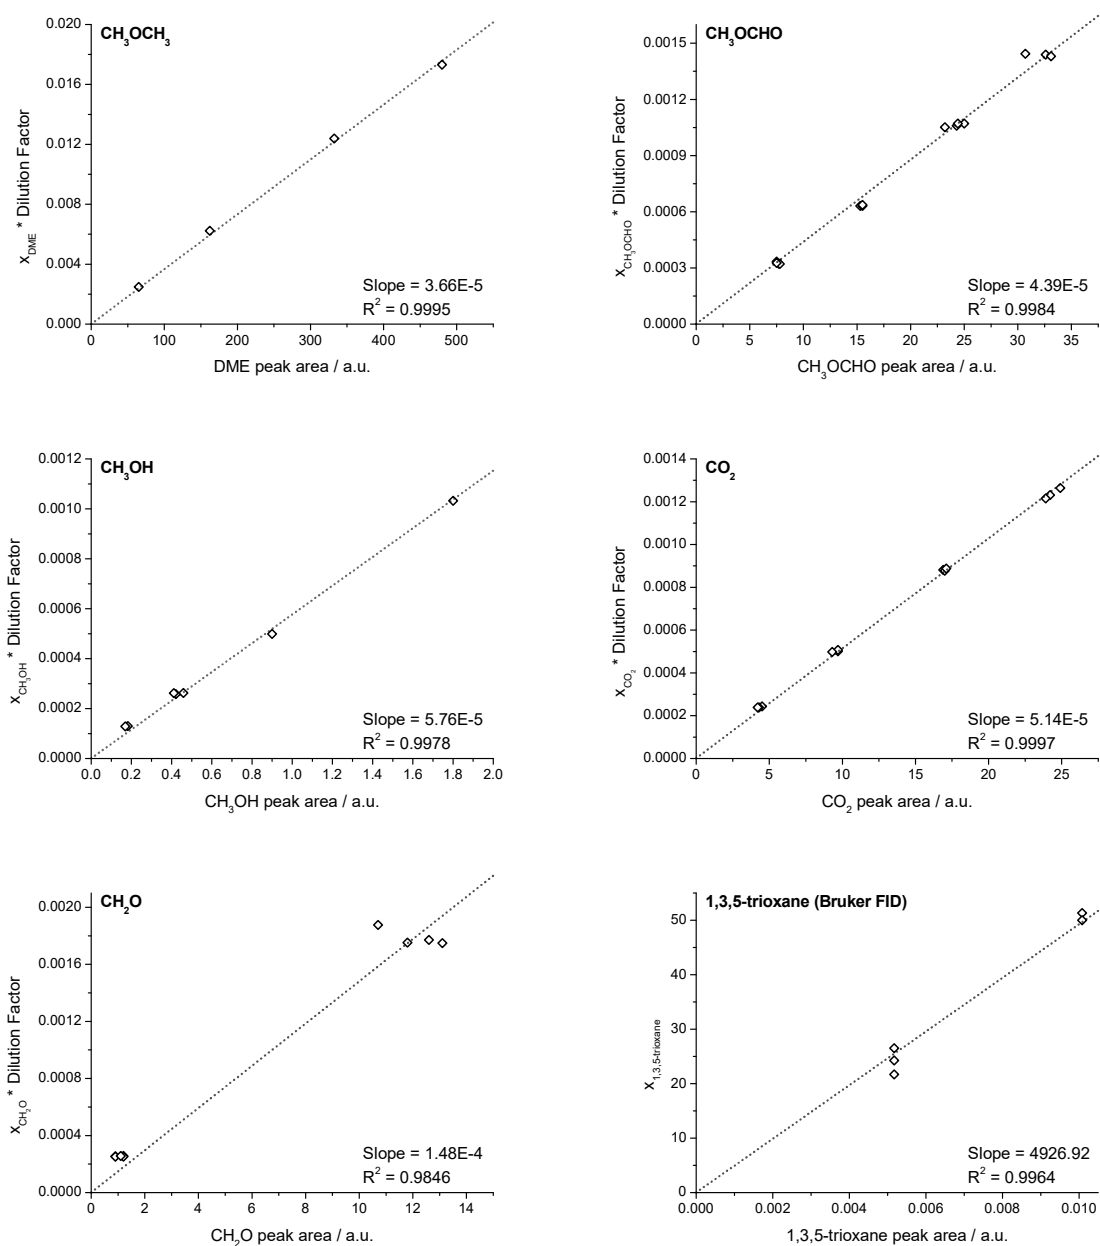 CH₃OCH₃
0.020
0.016
0.012
0.008
0.004
0.000
x_DME * Dilution Factor
Slope = 3.66E-5
R² = 0.9995
0 100 200 300 400 500
DME peak area / a.u.
CH₃OCHO
0.0015
0.0012
0.0009
0.0006
0.0003
0.0000
x_CH₃OCHO * Dilution Factor
Slope = 4.39E-5
R² = 0.9984
0 5 10 15 20 25 30 35
CH₃OCHO peak area / a.u.
CH₃OH
0.0012
0.0010
0.0008
0.0006
0.0004
0.0002
0.0000
x_CH₃OH * Dilution Factor
Slope = 5.76E-5
R² = 0.9978
0.0 0.2 0.4 0.6 0.8 1.0 1.2 1.4 1.6 1.8 2.0
CH₃OH peak area / a.u.
CO₂
0.0014
0.0012
0.0010
0.0008
0.0006
0.0004
0.0002
0.0000
x_CO₂ * Dilution Factor
Slope = 5.14E-5
R² = 0.9997
0 5 10 15 20 25
CO₂ peak area / a.u.
CH₂O
0.0020
0.0016
0.0012
0.0008
0.0004
0.0000
x_CH₂O * Dilution Factor
Slope = 1.48E-4
R² = 0.9846
0 2 4 6 8 10 12 14
CH₂O peak area / a.u.
1,3,5-trioxane (Bruker FID)
50
40
30
20
10
0
x_1,3,5-trioxane
Slope = 4926.92
R² = 0.9964
0.000 0.002 0.004 0.006 0.008 0.010
1,3,5-trioxane peak area / a.u.